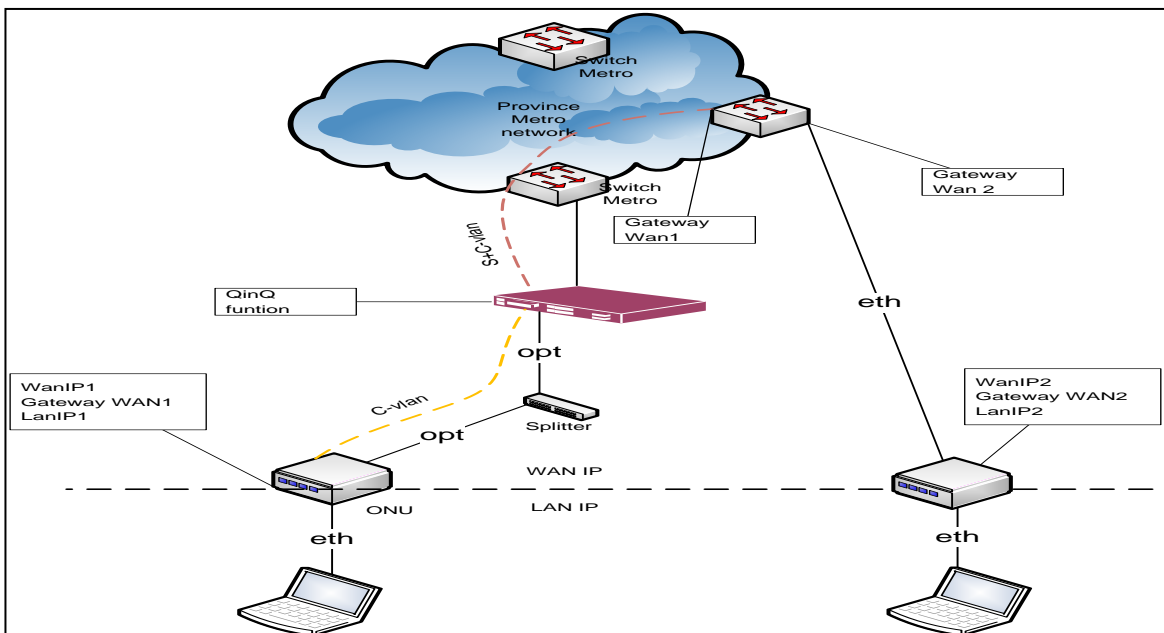 Switch
Metro
Province
Metro
network
Gateway
Wan 2
Switch
Metro
Gateway
Wan1
S+C-vlan
QinQ
funtion
eth
opt
WanIP1
Gateway WAN1
LanIP1
C-vlan
WanIP2
Gateway WAN2
LanIP2
Splitter
opt
WAN IP
ONU
LAN IP
eth
eth